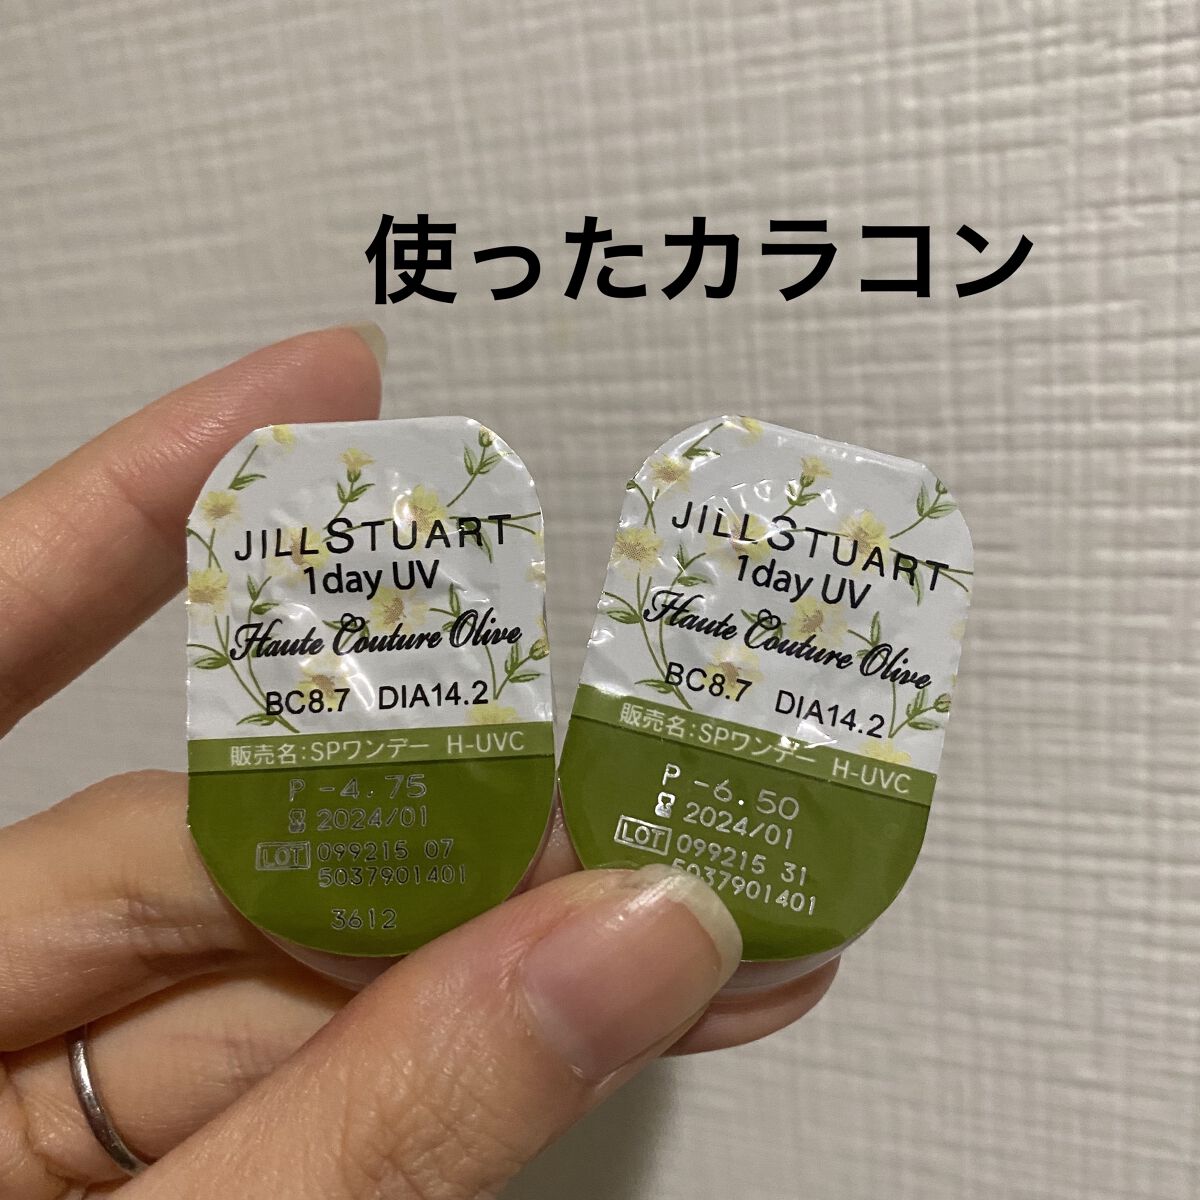 使ったカラコン
JILLSTUART
1day UV
Haute Couture Olive
BC8.7 DIA14.2
販売名:SPワンデー H-UVC
P -4.75
2024/01
LOT 099215 07
5037901401
3612
JILLSTUART
1day UV
Haute Couture Olive
BC8.7 DIA14.2
販売名:SPワンデー H-UVC
P -6.50
2024/01
LOT 099215 31
5037901401